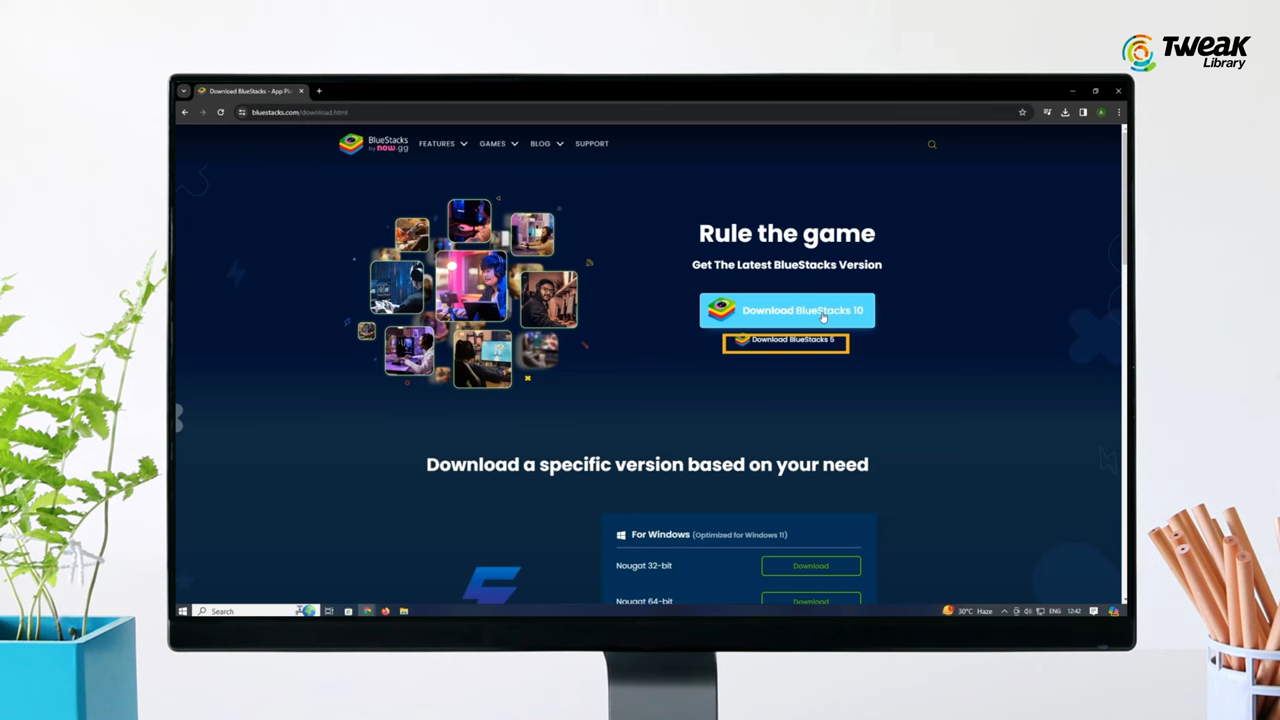 TWEAK
Library
Download BlueStacks - App Pl
bluestacks.com/download.html
BlueStacks
by now.gg
FEATURES
GAMES
BLOG
SUPPORT
Rule the game
Get The Latest BlueStacks Version
Download BlueStacks 10
Download BlueStacks 5
Download a specific version based on your need
For Windows (Optimized for Windows 11)
Nougat 32-bit
Download
Nougat 64-bit
Download
Search
30°C Haze
ENG
12:42